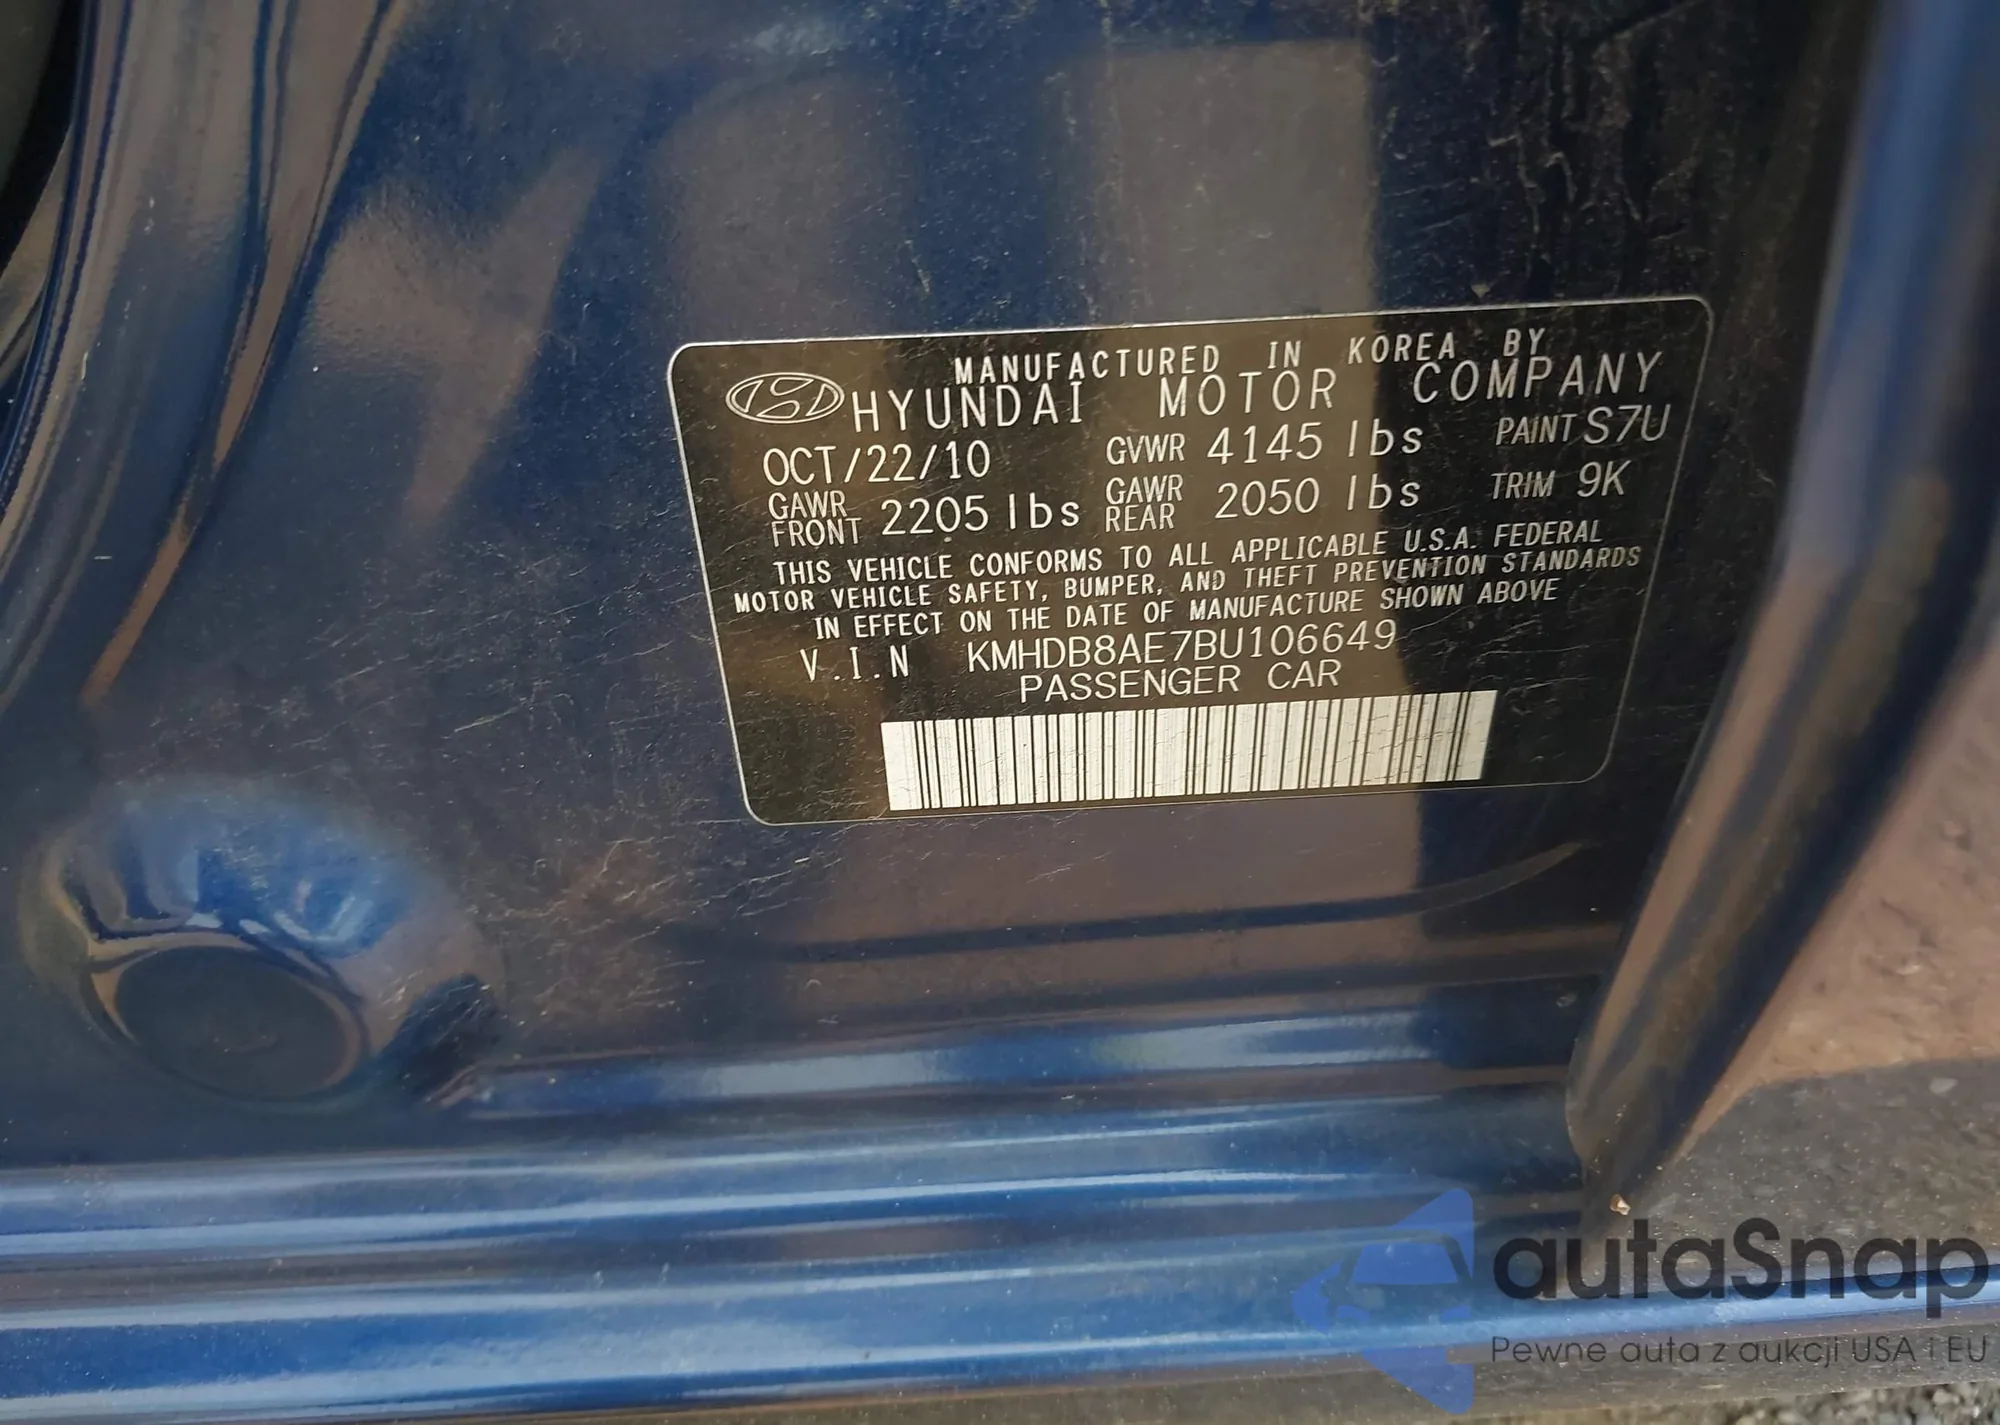 MANUFACTURED IN KOREA BY
HYUNDAI MOTOR COMPANY
OCT/22/10 GVWR 4145 lbs PAINT S7U
GAWR FRONT 2205 lbs GAWR REAR 2050 lbs TRIM 9K
THIS VEHICLE CONFORMS TO ALL APPLICABLE U.S.A. FEDERAL
MOTOR VEHICLE SAFETY, BUMPER, AND THEFT PREVENTION STANDARDS
IN EFFECT ON THE DATE OF MANUFACTURE SHOWN ABOVE
V.I.N KMHDB8AE7BU106649
PASSENGER CAR
autaSnap
Pewne auta z aukcji USA i EU